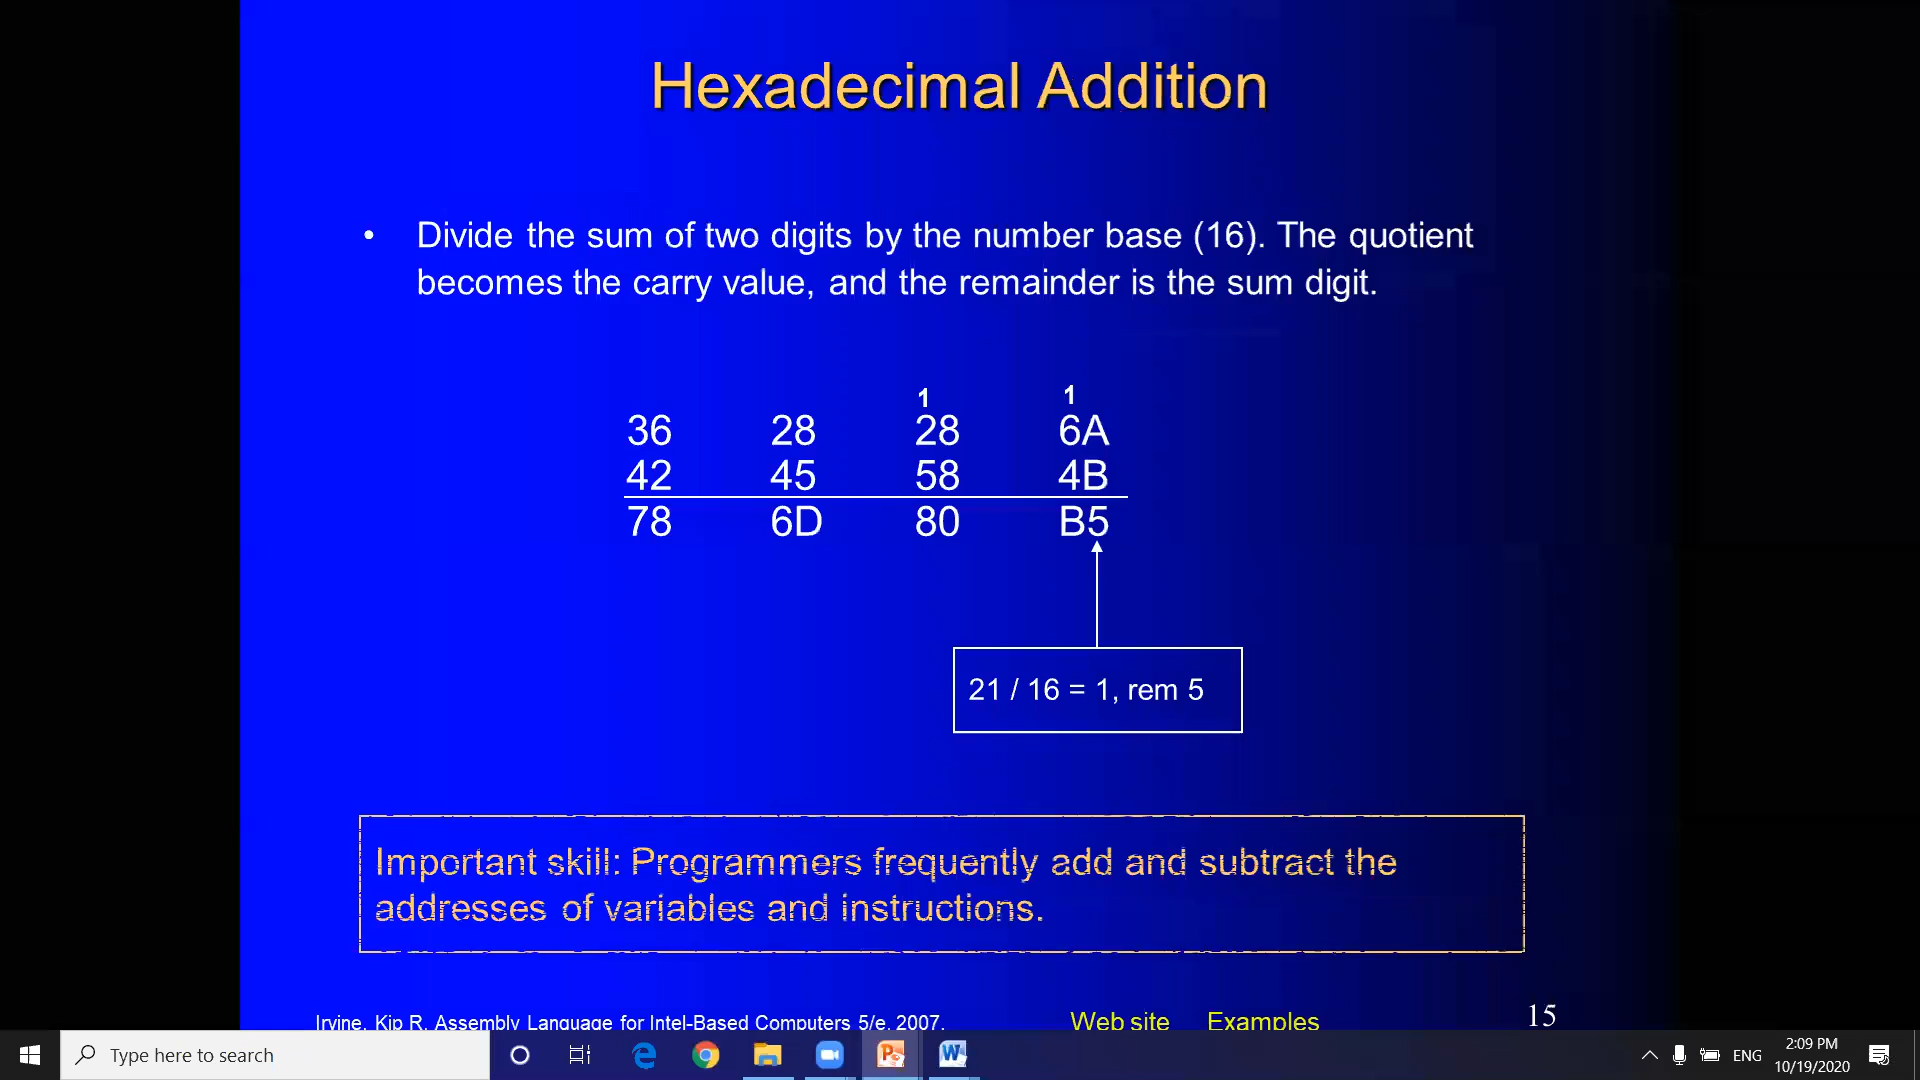 Hexadecimal Addition
• Divide the sum of two digits by the number base (16). The quotient
becomes the carry value, and the remainder is the sum digit.
1 1
36 28 28 6A
42 45 58 4B
78 6D 80 B5
21 / 16 = 1, rem 5
Important skill: Programmers frequently add and subtract the
addresses of variables and instructions.
Irvine, Kip R. Assembly Language for Intel-Based Computers 5/e, 2007.
Web site Examples
15
Type here to search
ENG
2:09 PM
10/19/2020